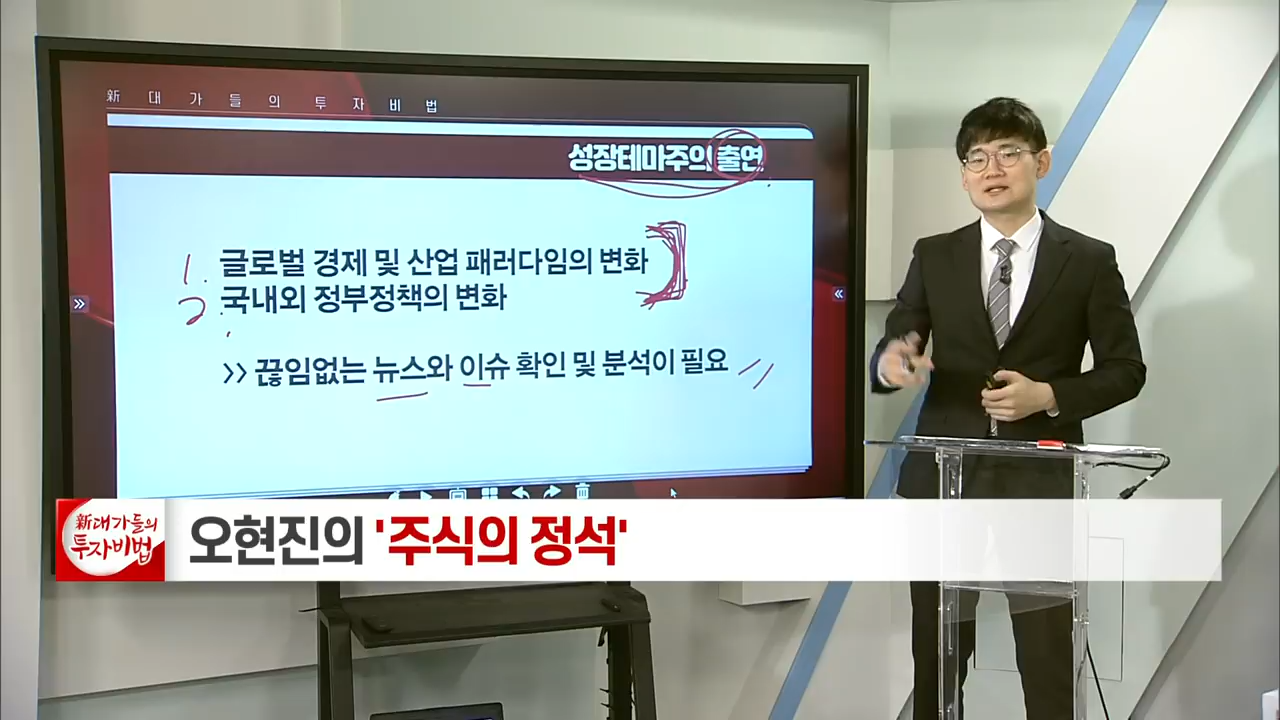 新 대 가 들 의 투 자 비 법
성장테마주의 출연
1. 글로벌 경제 및 산업 패러다임의 변화
2. 국내외 정부정책의 변화
>> 끊임없는 뉴스와 이슈 확인 및 분석이 필요
新대가들의
투자비법
오현진의 '주식의 정석'